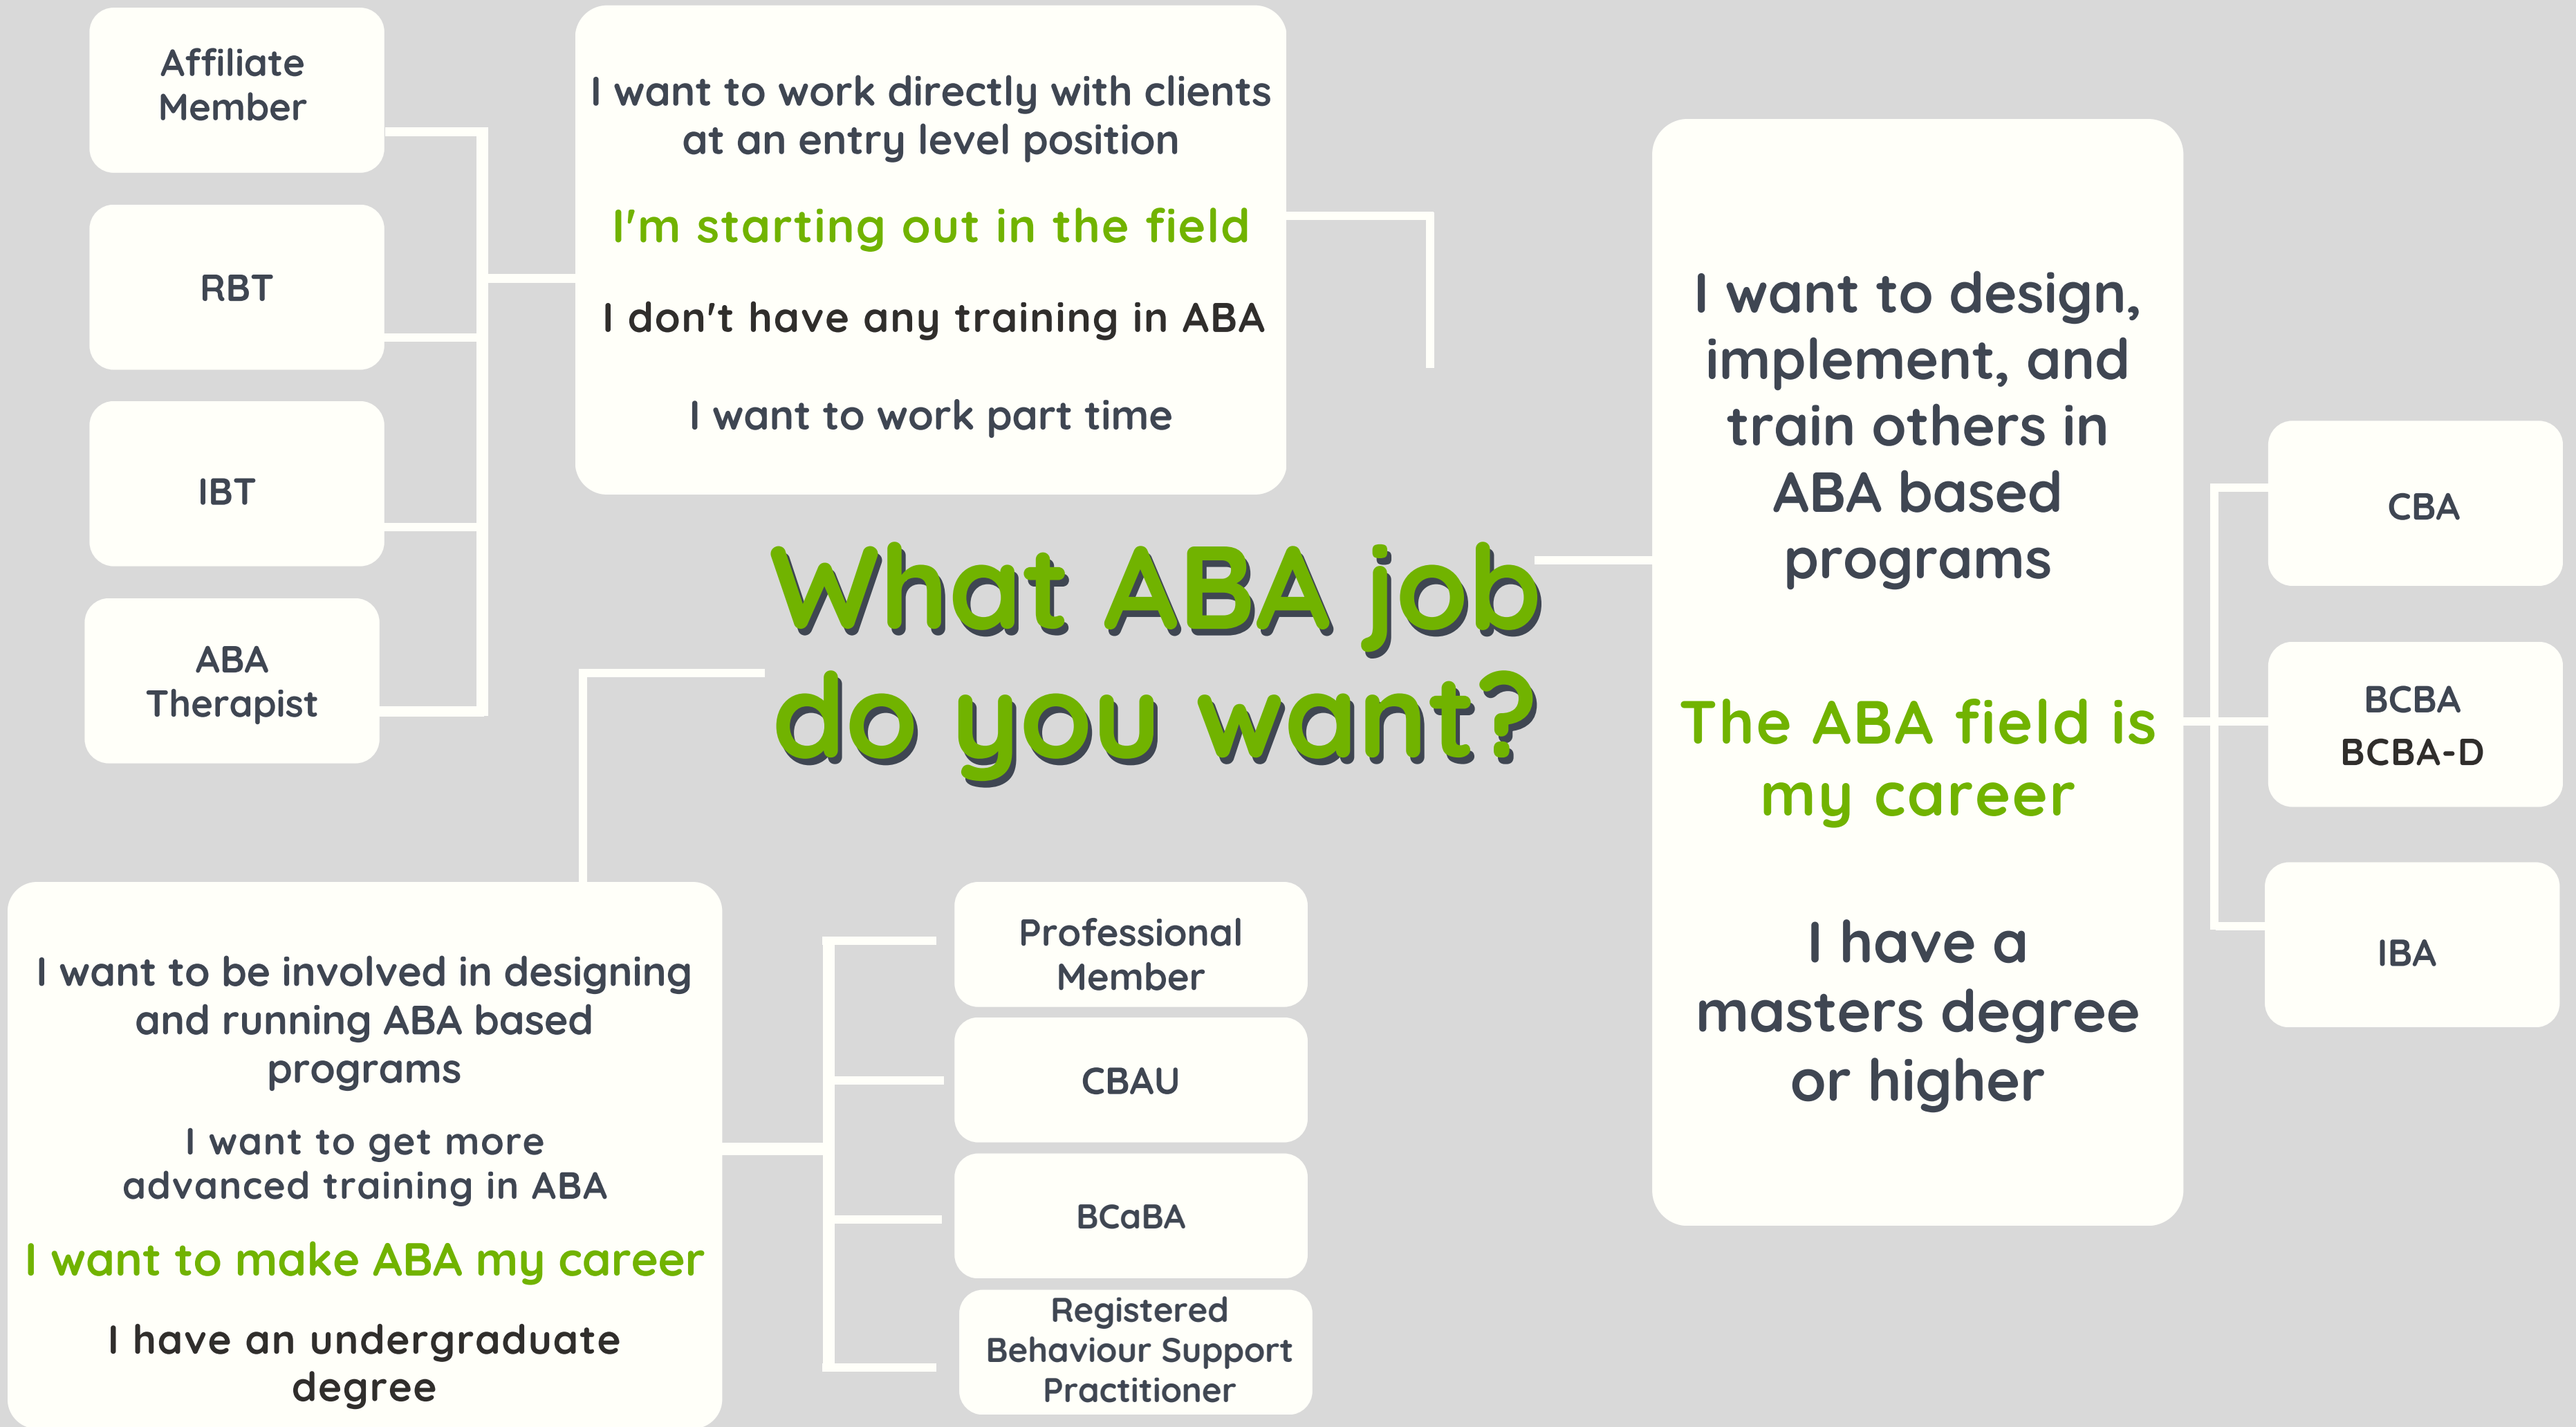 What ABA job
do you want?
Affiliate
Member
RBT
IBT
ABA
Therapist
I want to work directly with clients
at an entry level position
I'm starting out in the field
I don't have any training in ABA
I want to work part time
I want to design,
implement, and
train others in
ABA based
programs
The ABA field is
my career
I have a
masters degree
or higher
CBA
BCBA
BCBA-D
IBA
I want to be involved in designing
and running ABA based
programs
I want to get more
advanced training in ABA
I want to make ABA my career
I have an undergraduate
degree
Professional
Member
CBAU
BCaBA
Registered
Behaviour Support
Practitioner